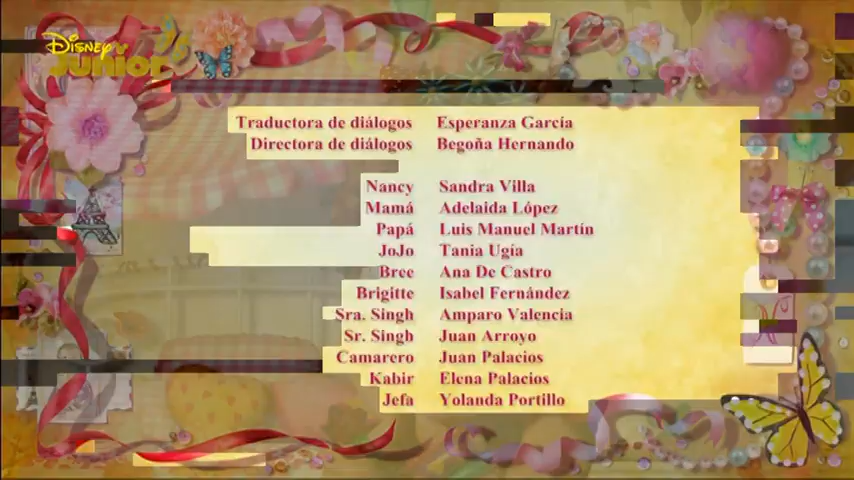 Disney
Junior
Traductora de diálogos Esperanza García
Directora de diálogos Begoña Hernando
Nancy Sandra Villa
Mamá Adelaida López
Papá Luis Manuel Martín
JoJo Tania Ugía
Bree Ana De Castro
Brigitte Isabel Fernández
Sra. Singh Amparo Valencia
Sr. Singh Juan Arroyo
Camarero Juan Palacios
Kabir Elena Palacios
Jefa Yolanda Portillo